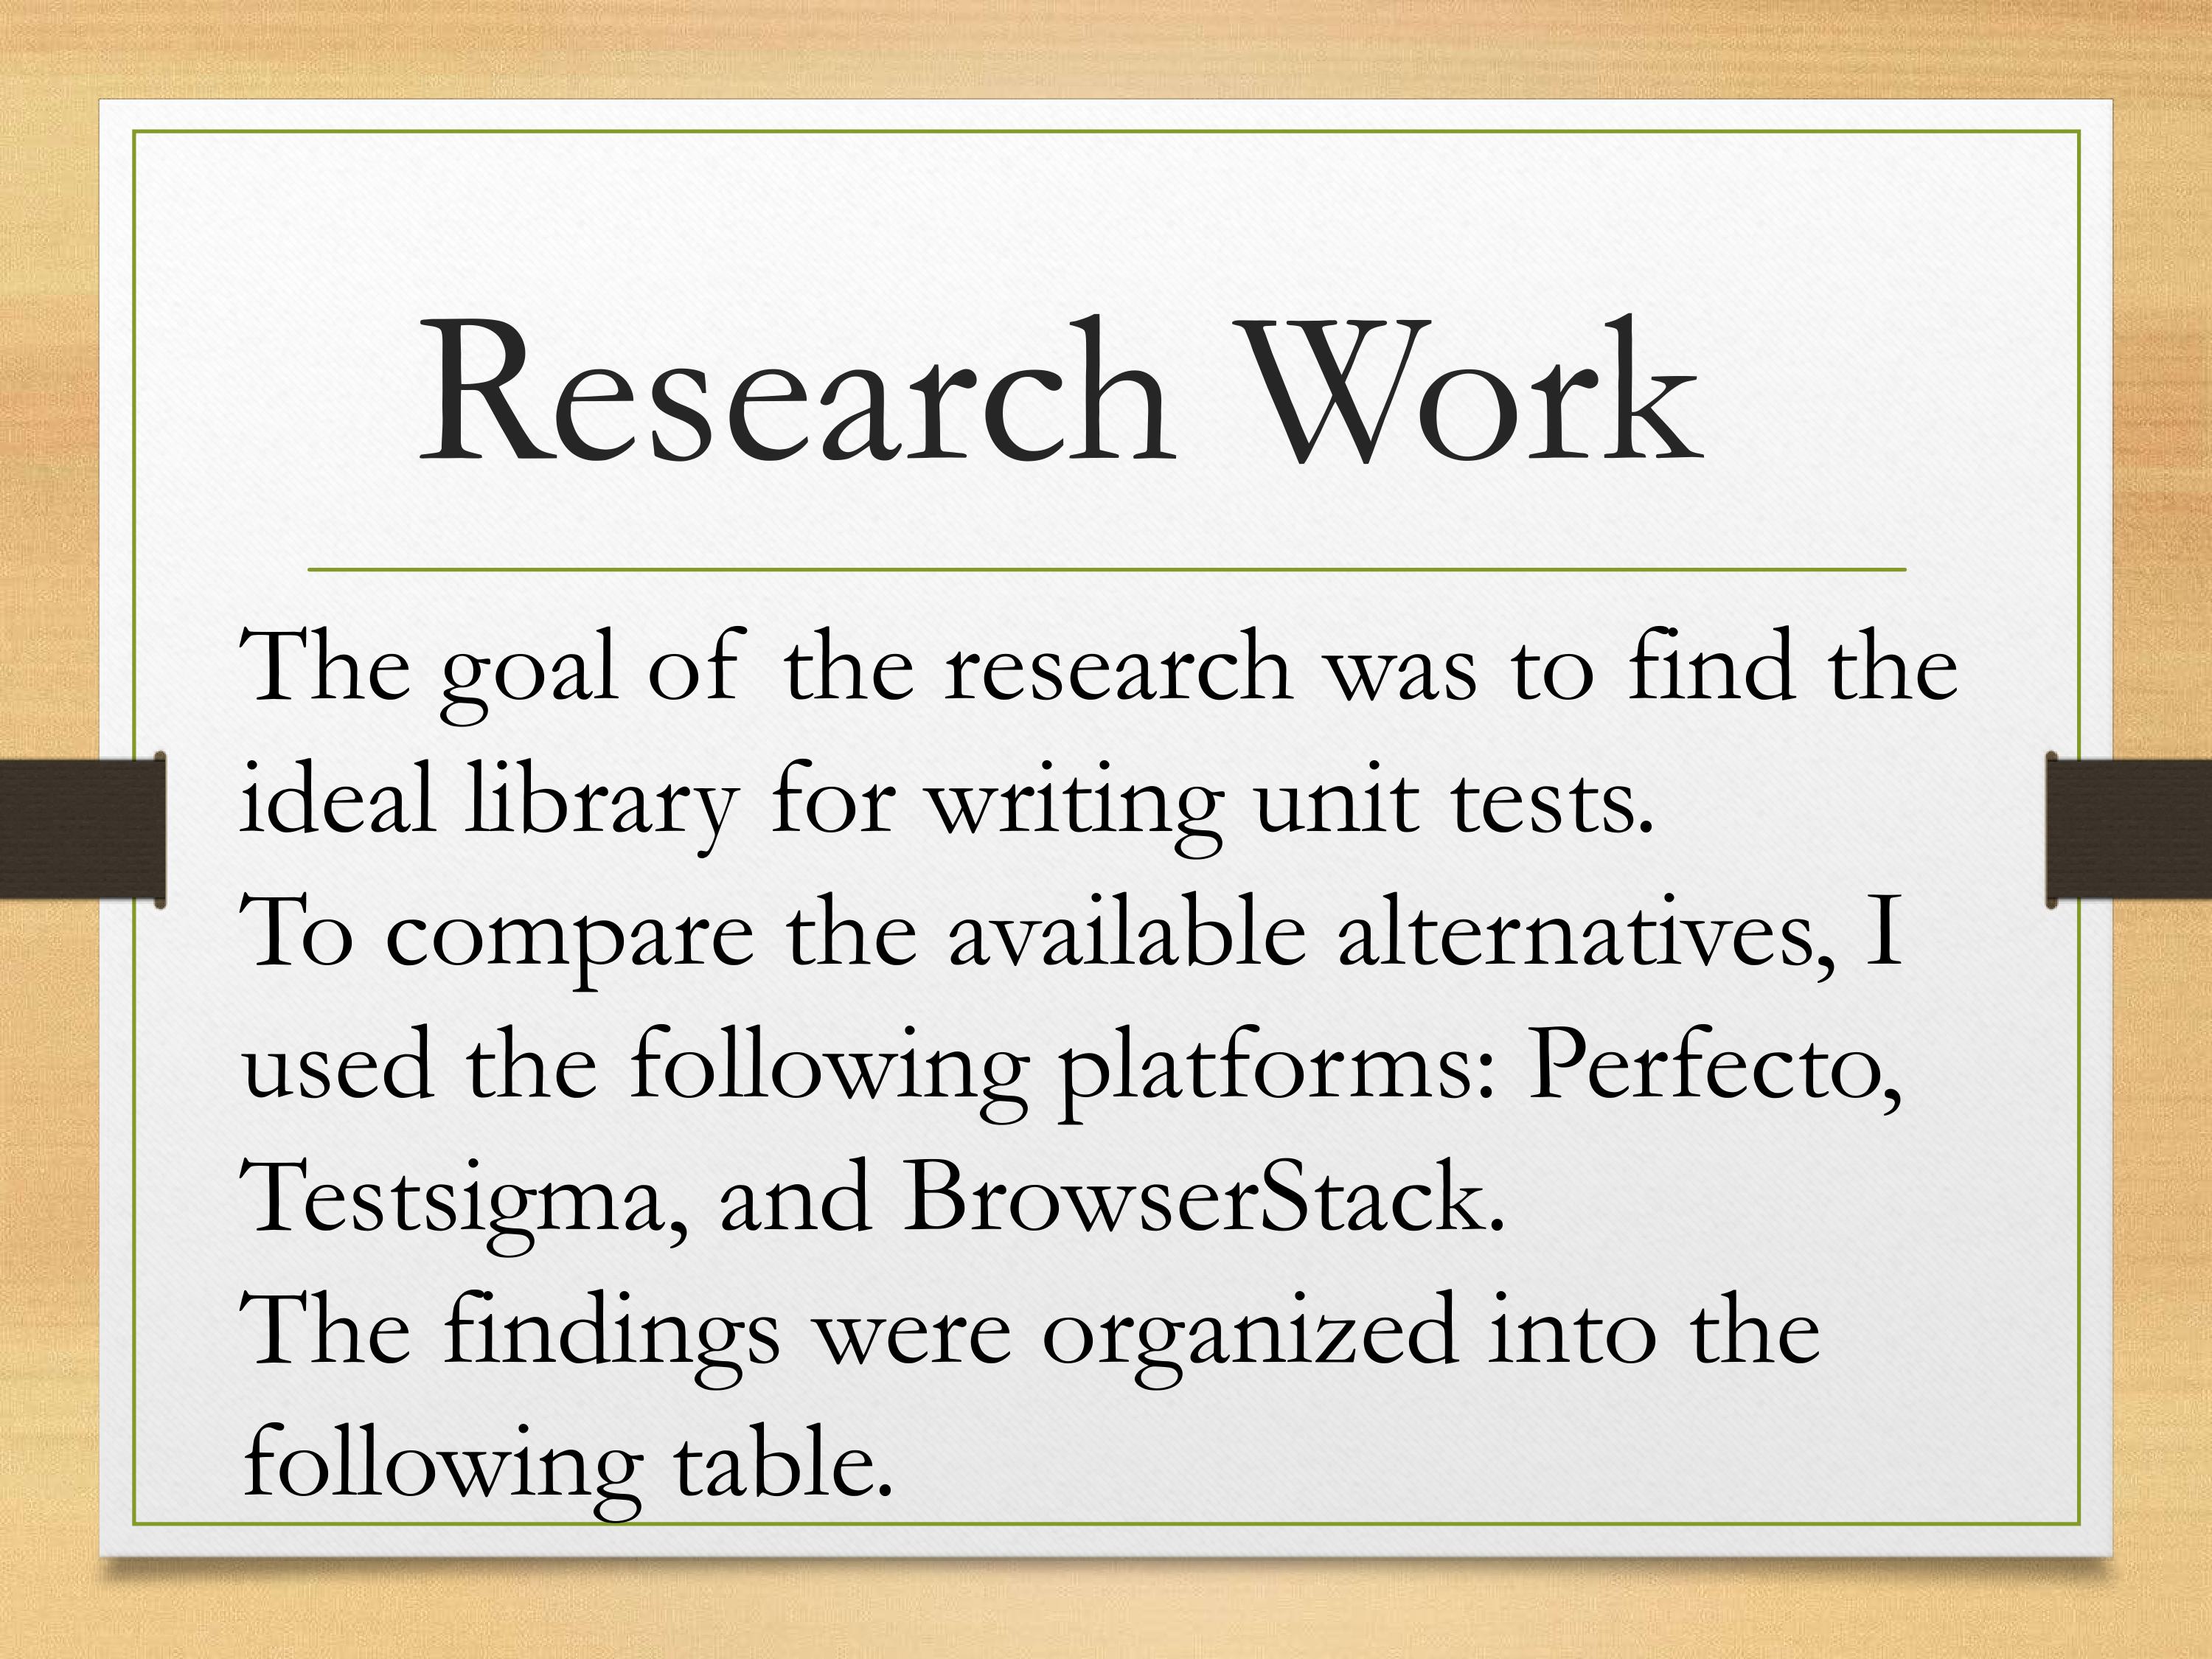 Research Work
The goal of the research was to find the
ideal library for writing unit tests.
To compare the available alternatives, I
used the following platforms: Perfecto,
Testsigma, and BrowserStack.
The findings were organized into the
following table.